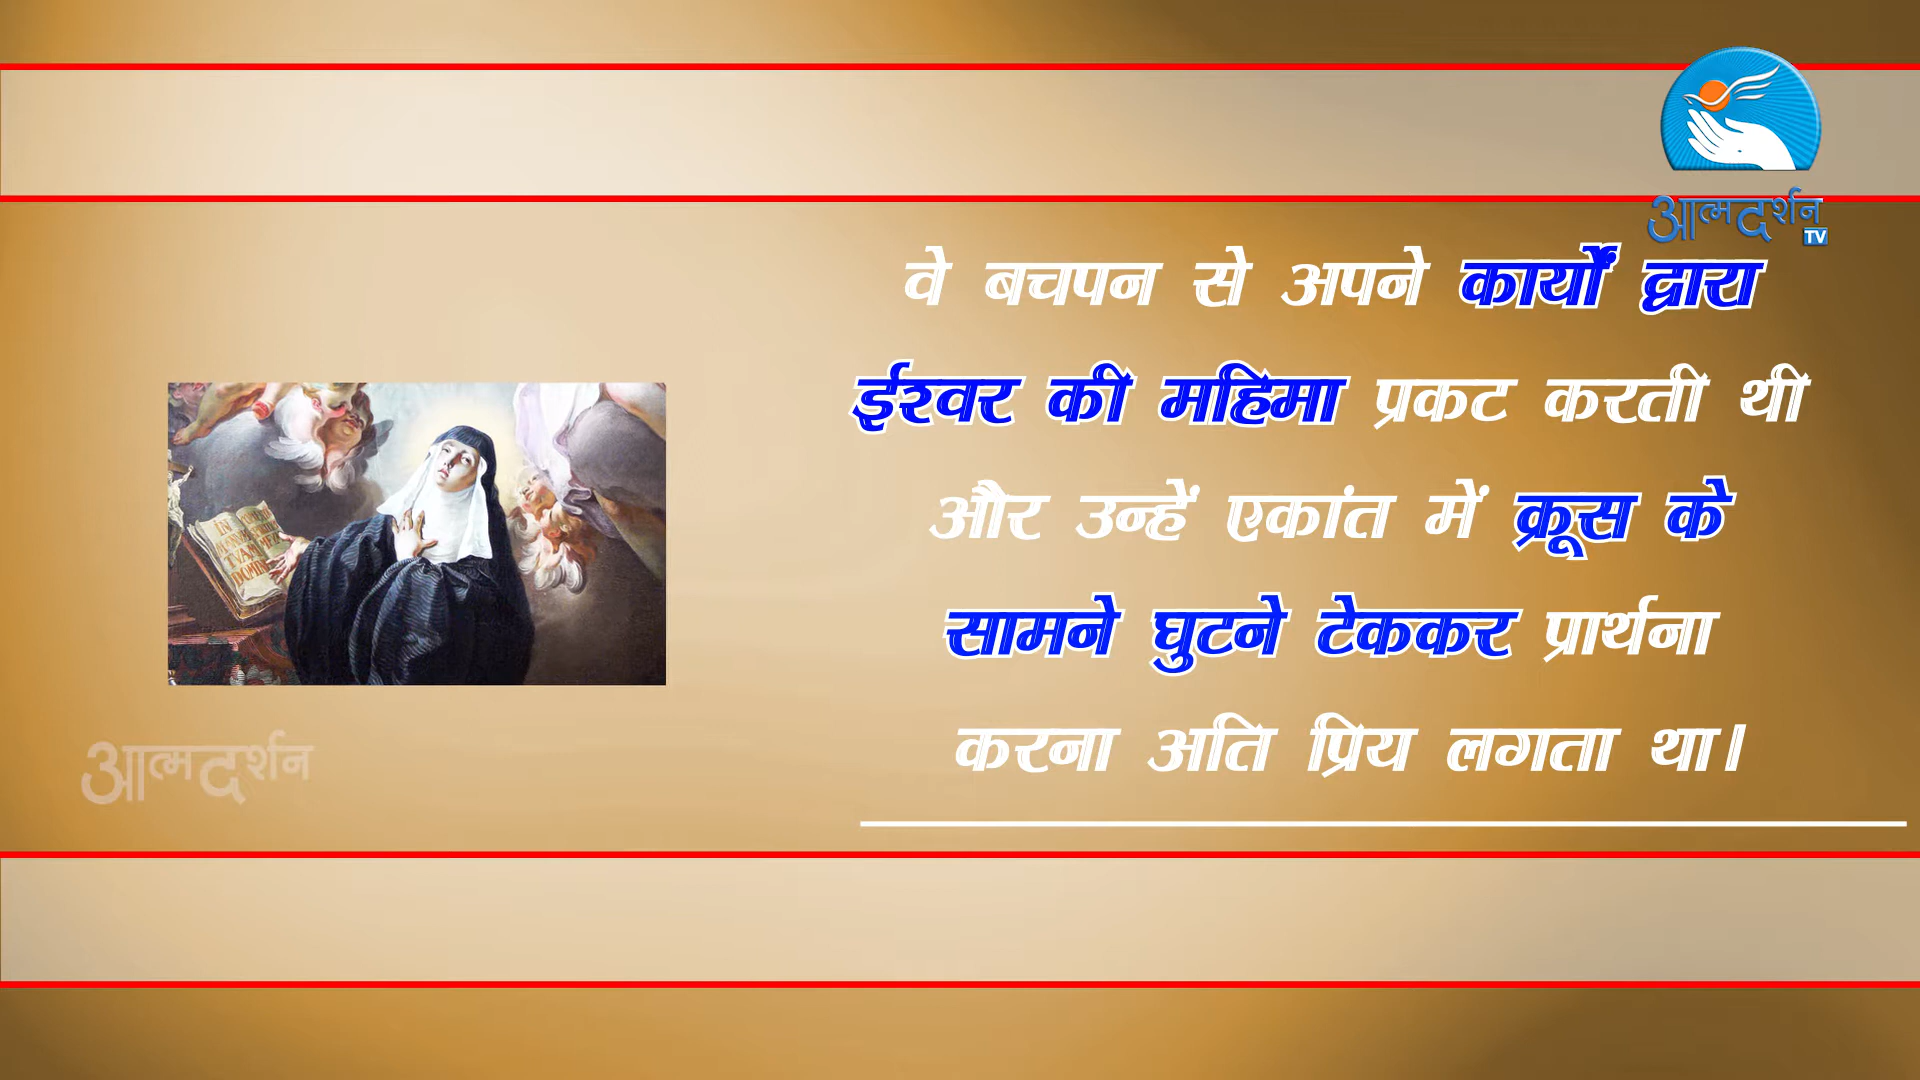 आत्मदर्शन
TV
वे बचपन से अपने कार्यों द्वारा
ईश्वर की महिमा प्रकट करती थी
और उन्हें एकांत में क्रूस के
सामने घुटने टेककर प्रार्थना
करना अति प्रिय लगता था।
आत्मदर्शन